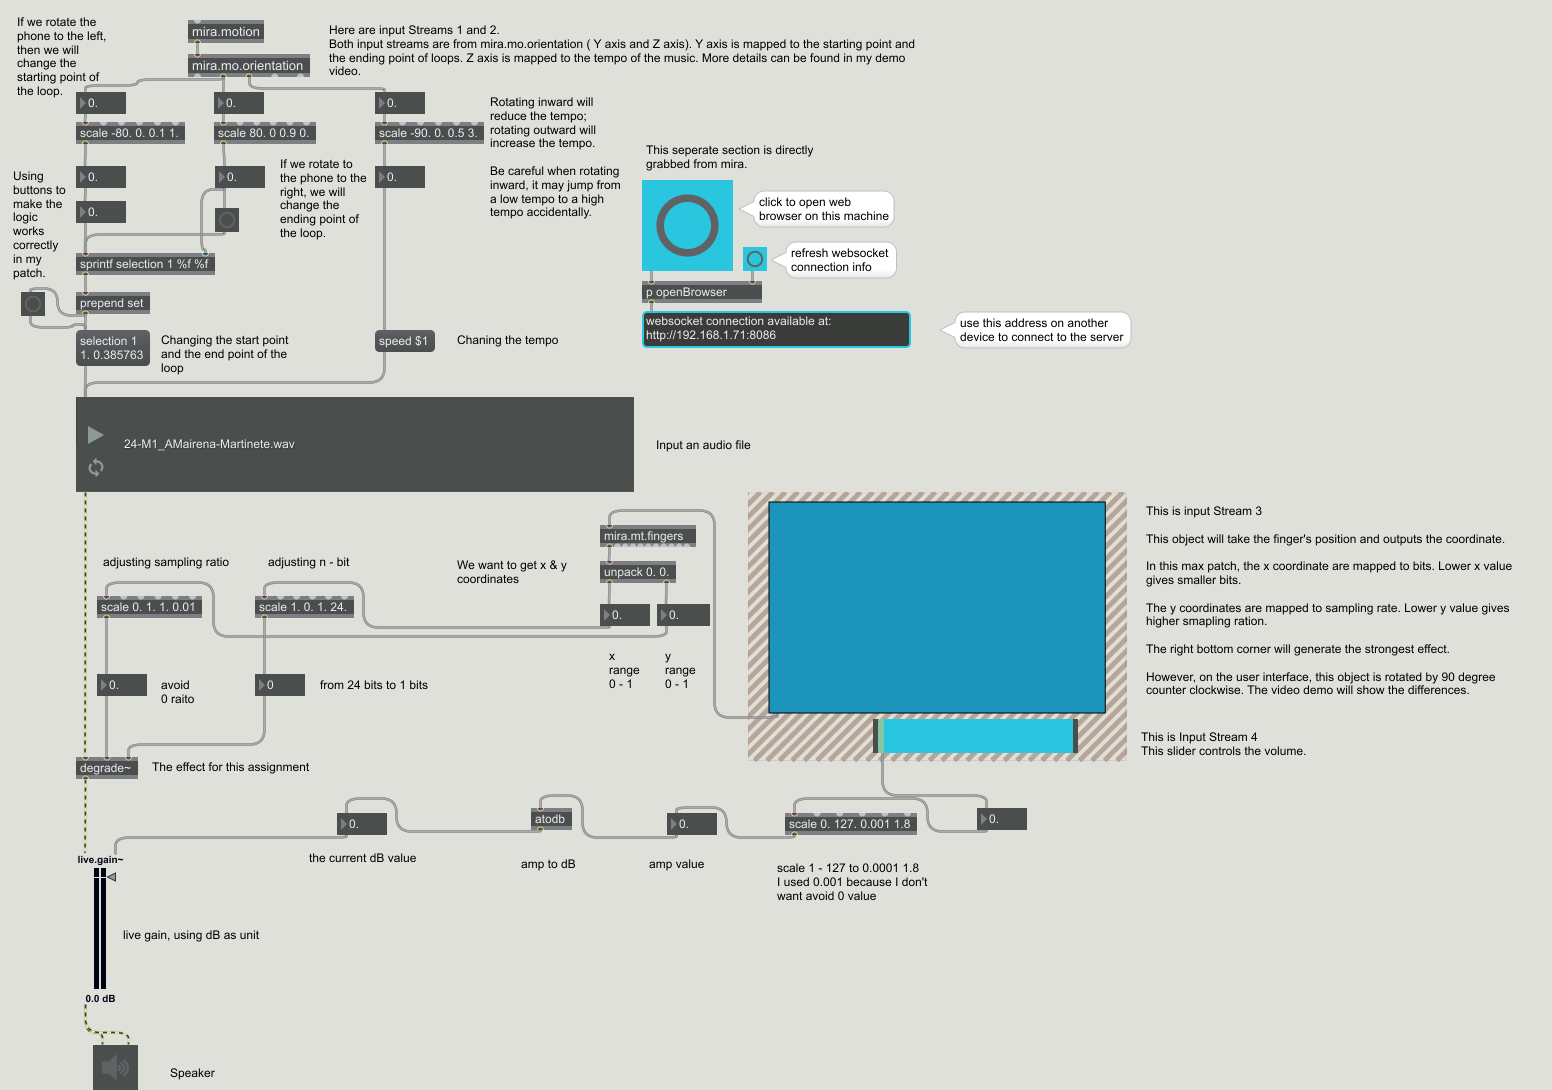 If we rotate the
phone to the left,
then we will
change the
starting point of
the loop.
mira.motion
mira.mo.orientation
Here are input Streams 1 and 2.
Both input streams are from mira.mo.orientation ( Y axis and Z axis). Y axis is mapped to the starting point and
the ending point of loops. Z axis is mapped to the tempo of the music. More details can be found in my demo
video.
0.
0.
0.
scale -80. 0. 0.1 1.
scale 80. 0 0.9 0.
scale -90. 0. 0.5 3.
Rotating inward will
reduce the tempo;
rotating outward will
increase the tempo.
Be careful when rotating
inward, it may jump from
a low tempo to a high
tempo accidentally.
Using
buttons to
make the
logic
works
correctly
in my
patch.
0.
0.
0.
If we rotate to
the phone to the
right, we will
change the
ending point of
the loop.
0.
sprintf selection 1 %f %f
prepend set
selection 1
1. 0.385763
Changing the start point
and the end point of the
loop
speed $1
Chaning the tempo
This seperate section is directly
grabbed from mira.
click to open web
browser on this machine
refresh websocket
connection info
p openBrowser
websocket connection available at:
http://192.168.1.71:8086
use this address on another
device to connect to the server
24-M1_AMairena-Martinete.wav
Input an audio file
adjusting sampling ratio
adjusting n - bit
We want to get x & y
coordinates
mira.mt.fingers
unpack 0. 0.
scale 0. 1. 1. 0.01
scale 1. 0. 1. 24.
0.
0.
x
range
0 - 1
y
range
0 - 1
0.
avoid
0 raito
0
from 24 bits to 1 bits
This is input Stream 3
This object will take the finger's position and outputs the coordinate.
In this max patch, the x coordinate are mapped to bits. Lower x value
gives smaller bits.
The y coordinates are mapped to sampling rate. Lower y value gives
higher smapling ration.
The right bottom corner will generate the strongest effect.
However, on the user interface, this object is rotated by 90 degree
counter clockwise. The video demo will show the differences.
This is Input Stream 4
This slider controls the volume.
degrade~
The effect for this assignment
0.
atodb
0.
scale 0. 127. 0.001 1.8
0.
the current dB value
amp to dB
amp value
scale 1 - 127 to 0.0001 1.8
I used 0.001 because I don't
want avoid 0 value
live.gain~
live gain, using dB as unit
0.0 dB
Speaker